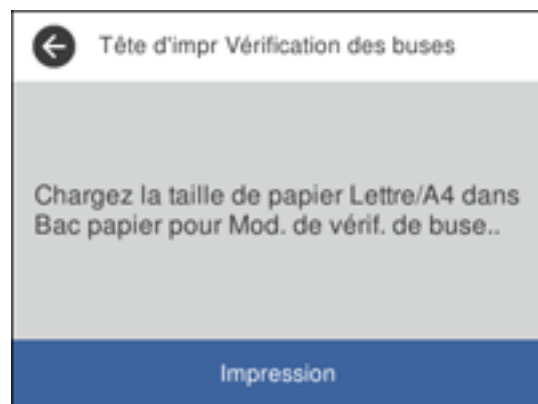 Tête d'impr Vérification des buses
Chargez la taille de papier Lettre/A4 dans
Bac papier pour Mod. de vérif. de buse..
Impression